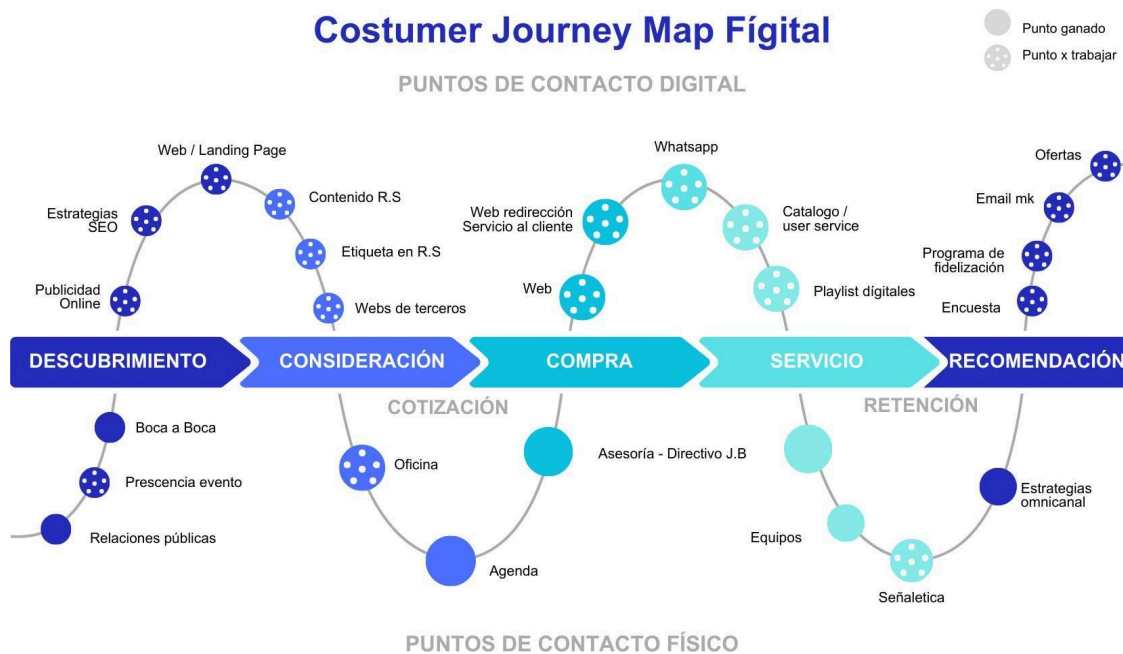 Costumer Journey Map Fígital
Punto ganado
Punto x trabajar
PUNTOS DE CONTACTO DIGITAL
Web / Landing Page
Estrategias
SEO
Publicidad
Online
Contenido R.S
Etiqueta en R.S
Webs de terceros
Whatsapp
Web redirección
Servicio al cliente
Web
Catalogo /
user service
Playlist dígitales
Ofertas
Email mk
Programa de
fidelización
Encuesta
DESCUBRIMIENTO
CONSIDERACIÓN
COMPRA
SERVICIO
RECOMENDACIÓN
COTIZACIÓN
RETENCIÓN
Boca a Boca
Prescencia evento
Relaciones públicas
Oficina
Agenda
Asesoría - Directivo J.B
Equipos
Señaletica
Estrategias
omnicanal
PUNTOS DE CONTACTO FÍSICO